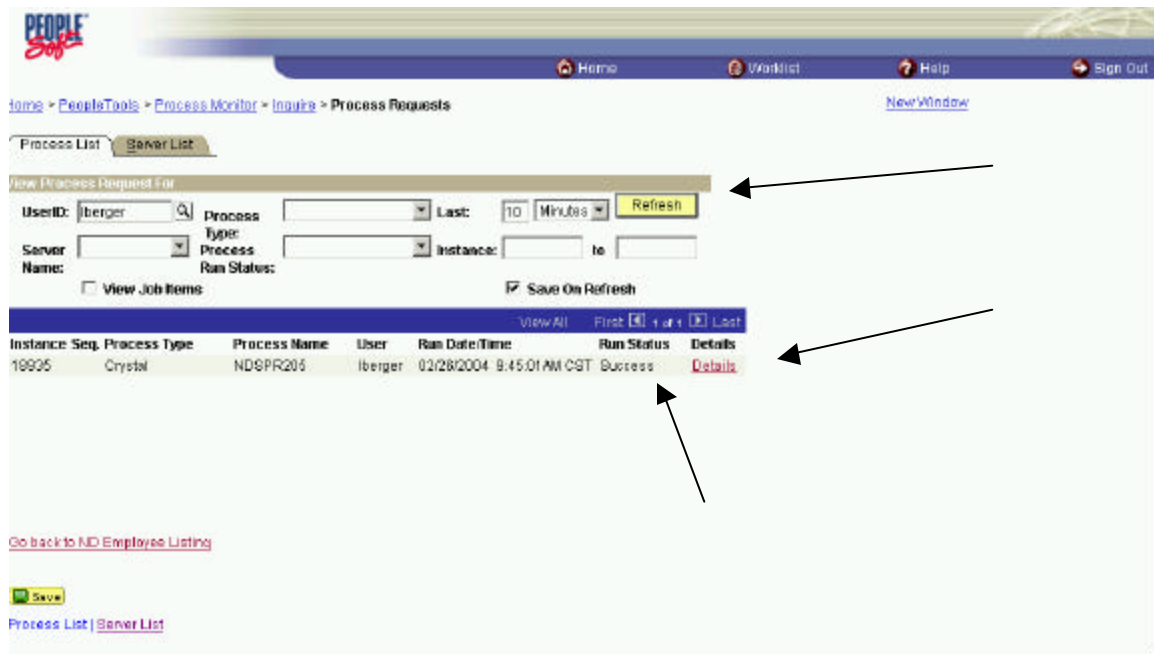 PEOPLE
Soft
Home Worklist Help Sign Out
Home > PeopleTools > Process Monitor > Inquire > Process Requests New Window
Process List Server List
View Process Request For
UserID: lberger Process Type: Last: 10 Minutes Refresh
Server Name: Process Run Status: Instance: to
View Job Items Save On Refresh
View All First 1 of 1 Last
Instance Seq. Process Type Process Name User Run Date/Time Run Status Details
19935 Crystal NDSPR205 lberger 02/26/2004 9:45:01AM CST Success Details
Go back to ND Employee Listing
Save
Process List | Server List